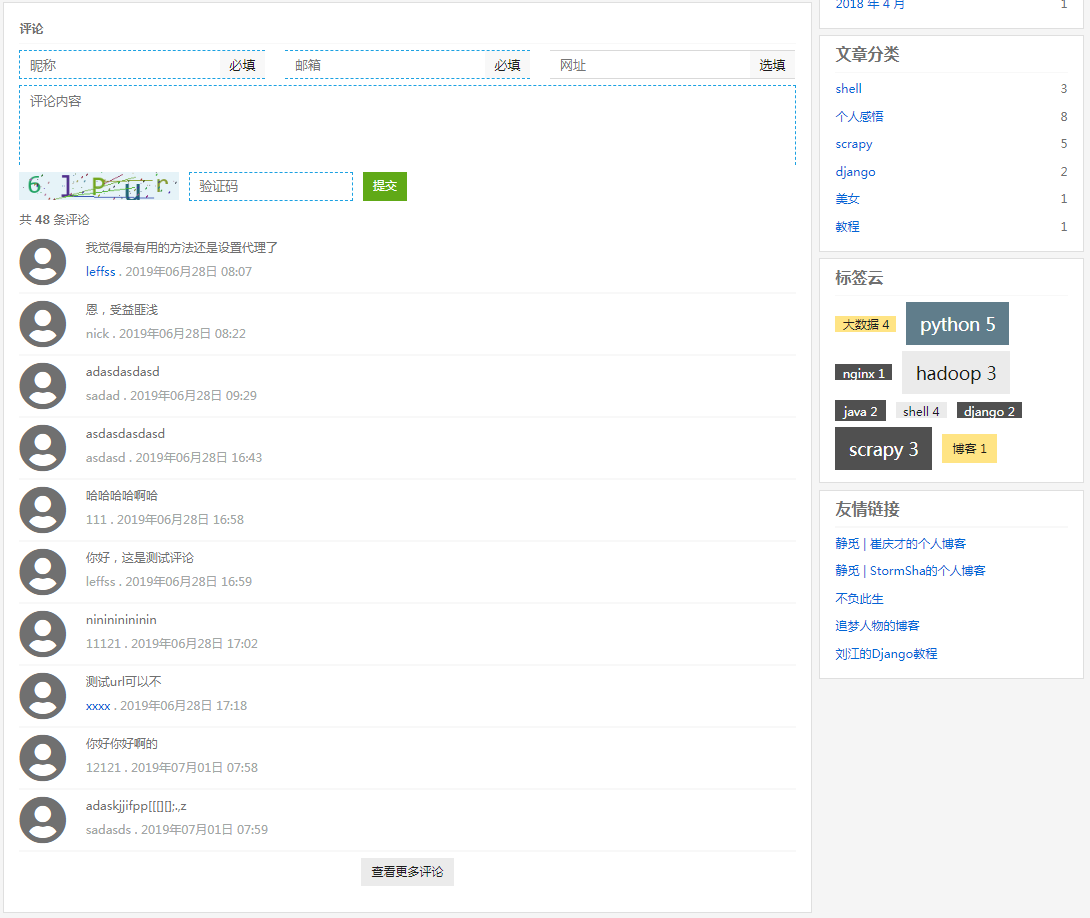 评论
昵称 必填 邮箱 必填 网址 选填
评论内容
6 1 P u r 验证码 提交
共 48 条评论
我觉得最有用的方法还是设置代理了
leffss . 2019年06月28日 08:07
恩，受益匪浅
nick . 2019年06月28日 08:22
adasdasdasd
sadad . 2019年06月28日 09:29
asdasdasdasd
asdasd . 2019年06月28日 16:43
哈哈哈哈啊哈
111 . 2019年06月28日 16:58
你好，这是测试评论
leffss . 2019年06月28日 16:59
ninininininin
11121 . 2019年06月28日 17:02
测试url可以不
xxxx . 2019年06月28日 17:18
你好你好啊的
12121 . 2019年07月01日 07:58
adaskjjifpp[[[][];.,z
sadasds . 2019年07月01日 07:59
查看更多评论
2018 年 4 月 1
文章分类
shell 3
个人感悟 8
scrapy 5
django 2
美女 1
教程 1
标签云
大数据 4 python 5
nginx 1 hadoop 3
java 2 shell 4 django 2
scrapy 3 博客 1
友情链接
静觅 | 崔庆才的个人博客
静觅 | StormSha的个人博客
不负此生
追梦人物的博客
刘江的Django教程